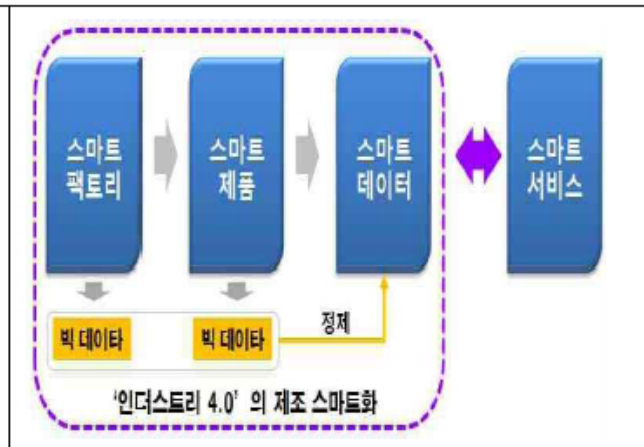 스마트
팩토리
스마트
제품
스마트
데이터
스마트
서비스
빅 데이타
빅 데이타
정제
‘인더스트리 4.0’ 의 제조 스마트화